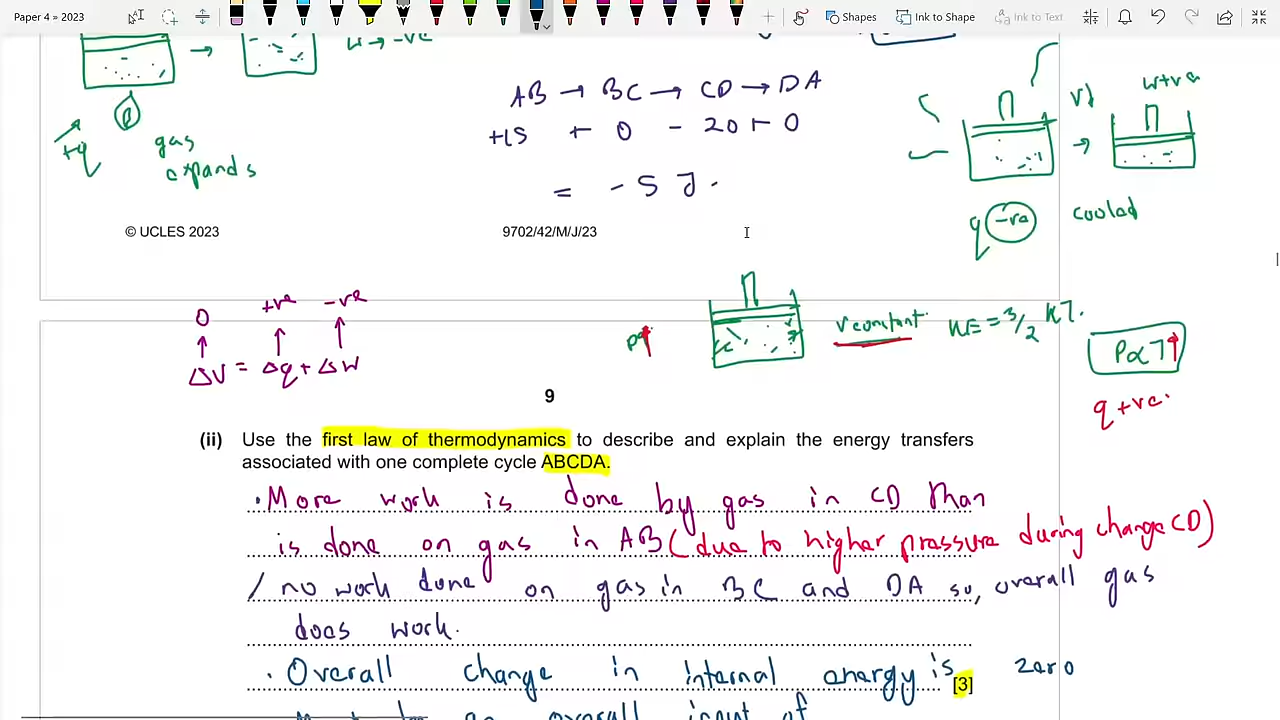 Paper 4 » 2023
Shapes
Ink to Shape
Ink to Text
w → -ve
AB → BC → CD → DA
+15 + 0 - 20 + 0
= - 5 J.
+q
gas
expands
V↓
w+ve
q -ve
cooled
© UCLES 2023
9702/42/M/J/23
0 +ve -ve
ΔU = Δq + Δw
P↑
V constant.
KE = 3/2 KT.
P∝T↑
q +ve.
9
(ii) Use the first law of thermodynamics to describe and explain the energy transfers
associated with one complete cycle ABCDA.
. More work is done by gas in CD than
is done on gas in AB (due to higher pressure during change CD)
/ no work done on gas in BC and DA so, overall gas
does work.
. Overall change in internal energy is zero
[3]
overall input of